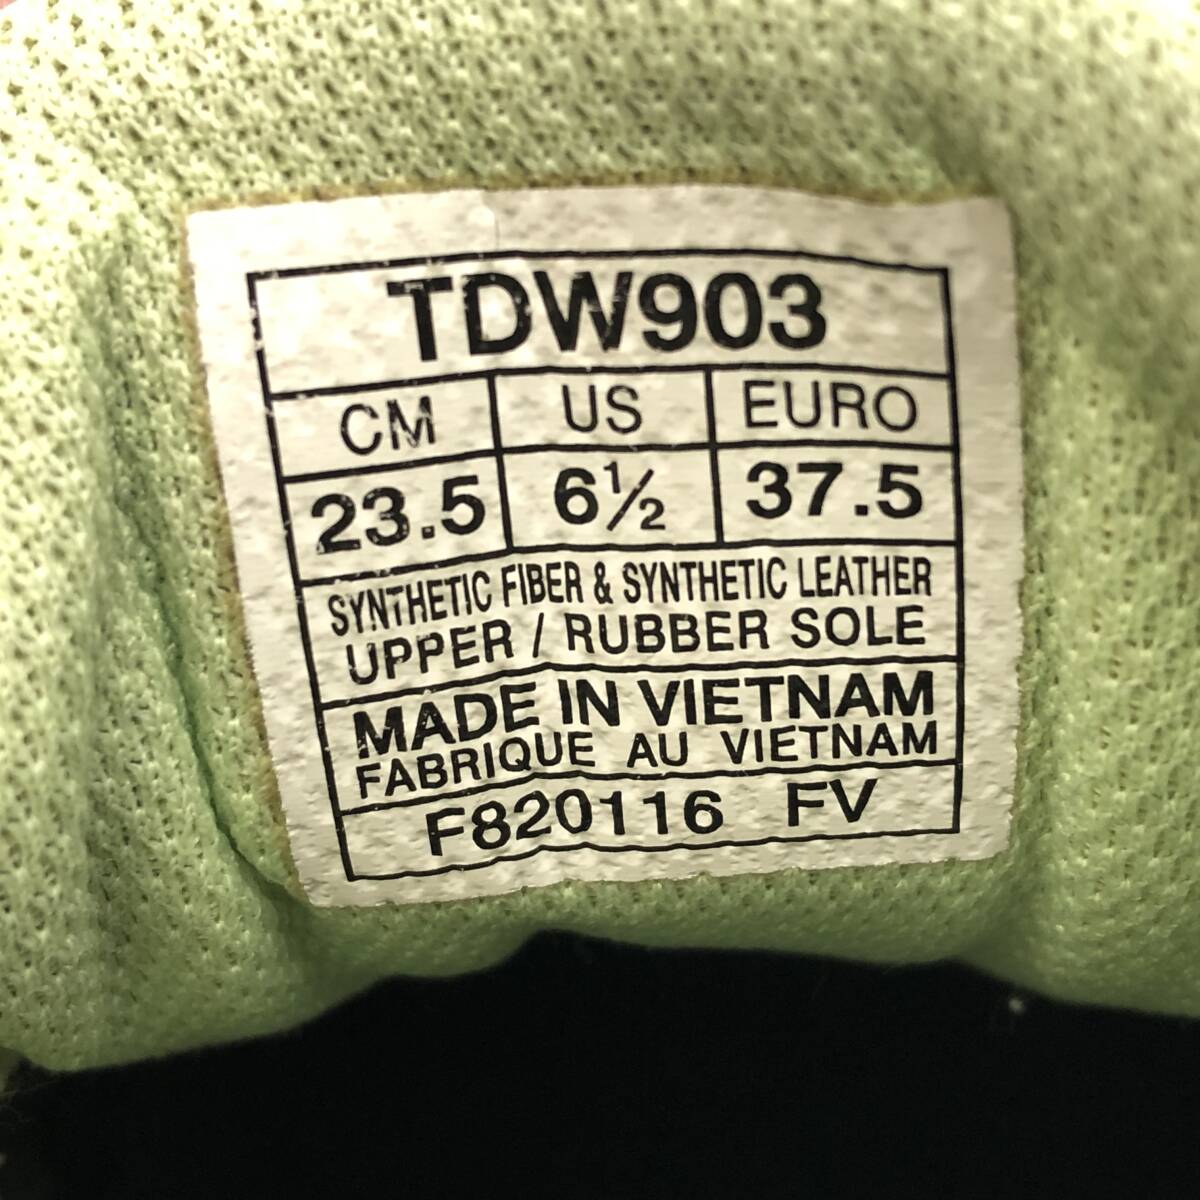 TDW903
CM US EURO
23.5 6½ 37.5
SYNTHETIC FIBER & SYNTHETIC LEATHER
UPPER / RUBBER SOLE
MADE IN VIETNAM
FABRIQUE AU VIETNAM
F820116 FV